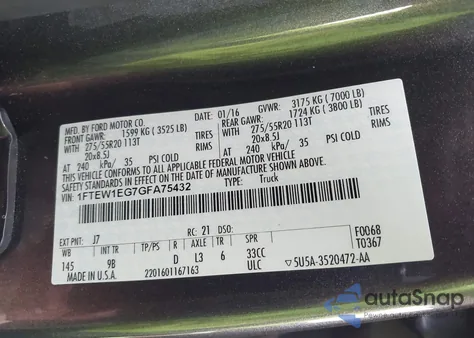 MFD. BY FORD MOTOR CO.
01/16 GVWR: 3175 KG ( 7000 LB)
FRONT GAWR: 1599 KG ( 3525 LB) REAR GAWR: 1724 KG ( 3800 LB)
WITH 275/55R20 113T TIRES WITH 275/55R20 113T TIRES
20x8.5J RIMS 20x8.5J RIMS
AT 240 kPa/ 35 PSI COLD AT 240 kPa/ 35 PSI COLD
THIS VEHICLE CONFORMS TO ALL APPLICABLE FEDERAL MOTOR VEHICLE
SAFETY STANDARDS IN EFFECT ON THE DATE OF MANUFACTURE SHOWN ABOVE.
VIN: 1FTEW1EG7GFA75432
TYPE: Truck
EXT PNT: J7 RC: 21 DSO: F0068
WB INT TR TP/PS R AXLE TR SPR T0367
145 9B D L3 6 33CC
MADE IN U.S.A. 2201601167163 ULC 5U5A-3520472-AA
autoSnap